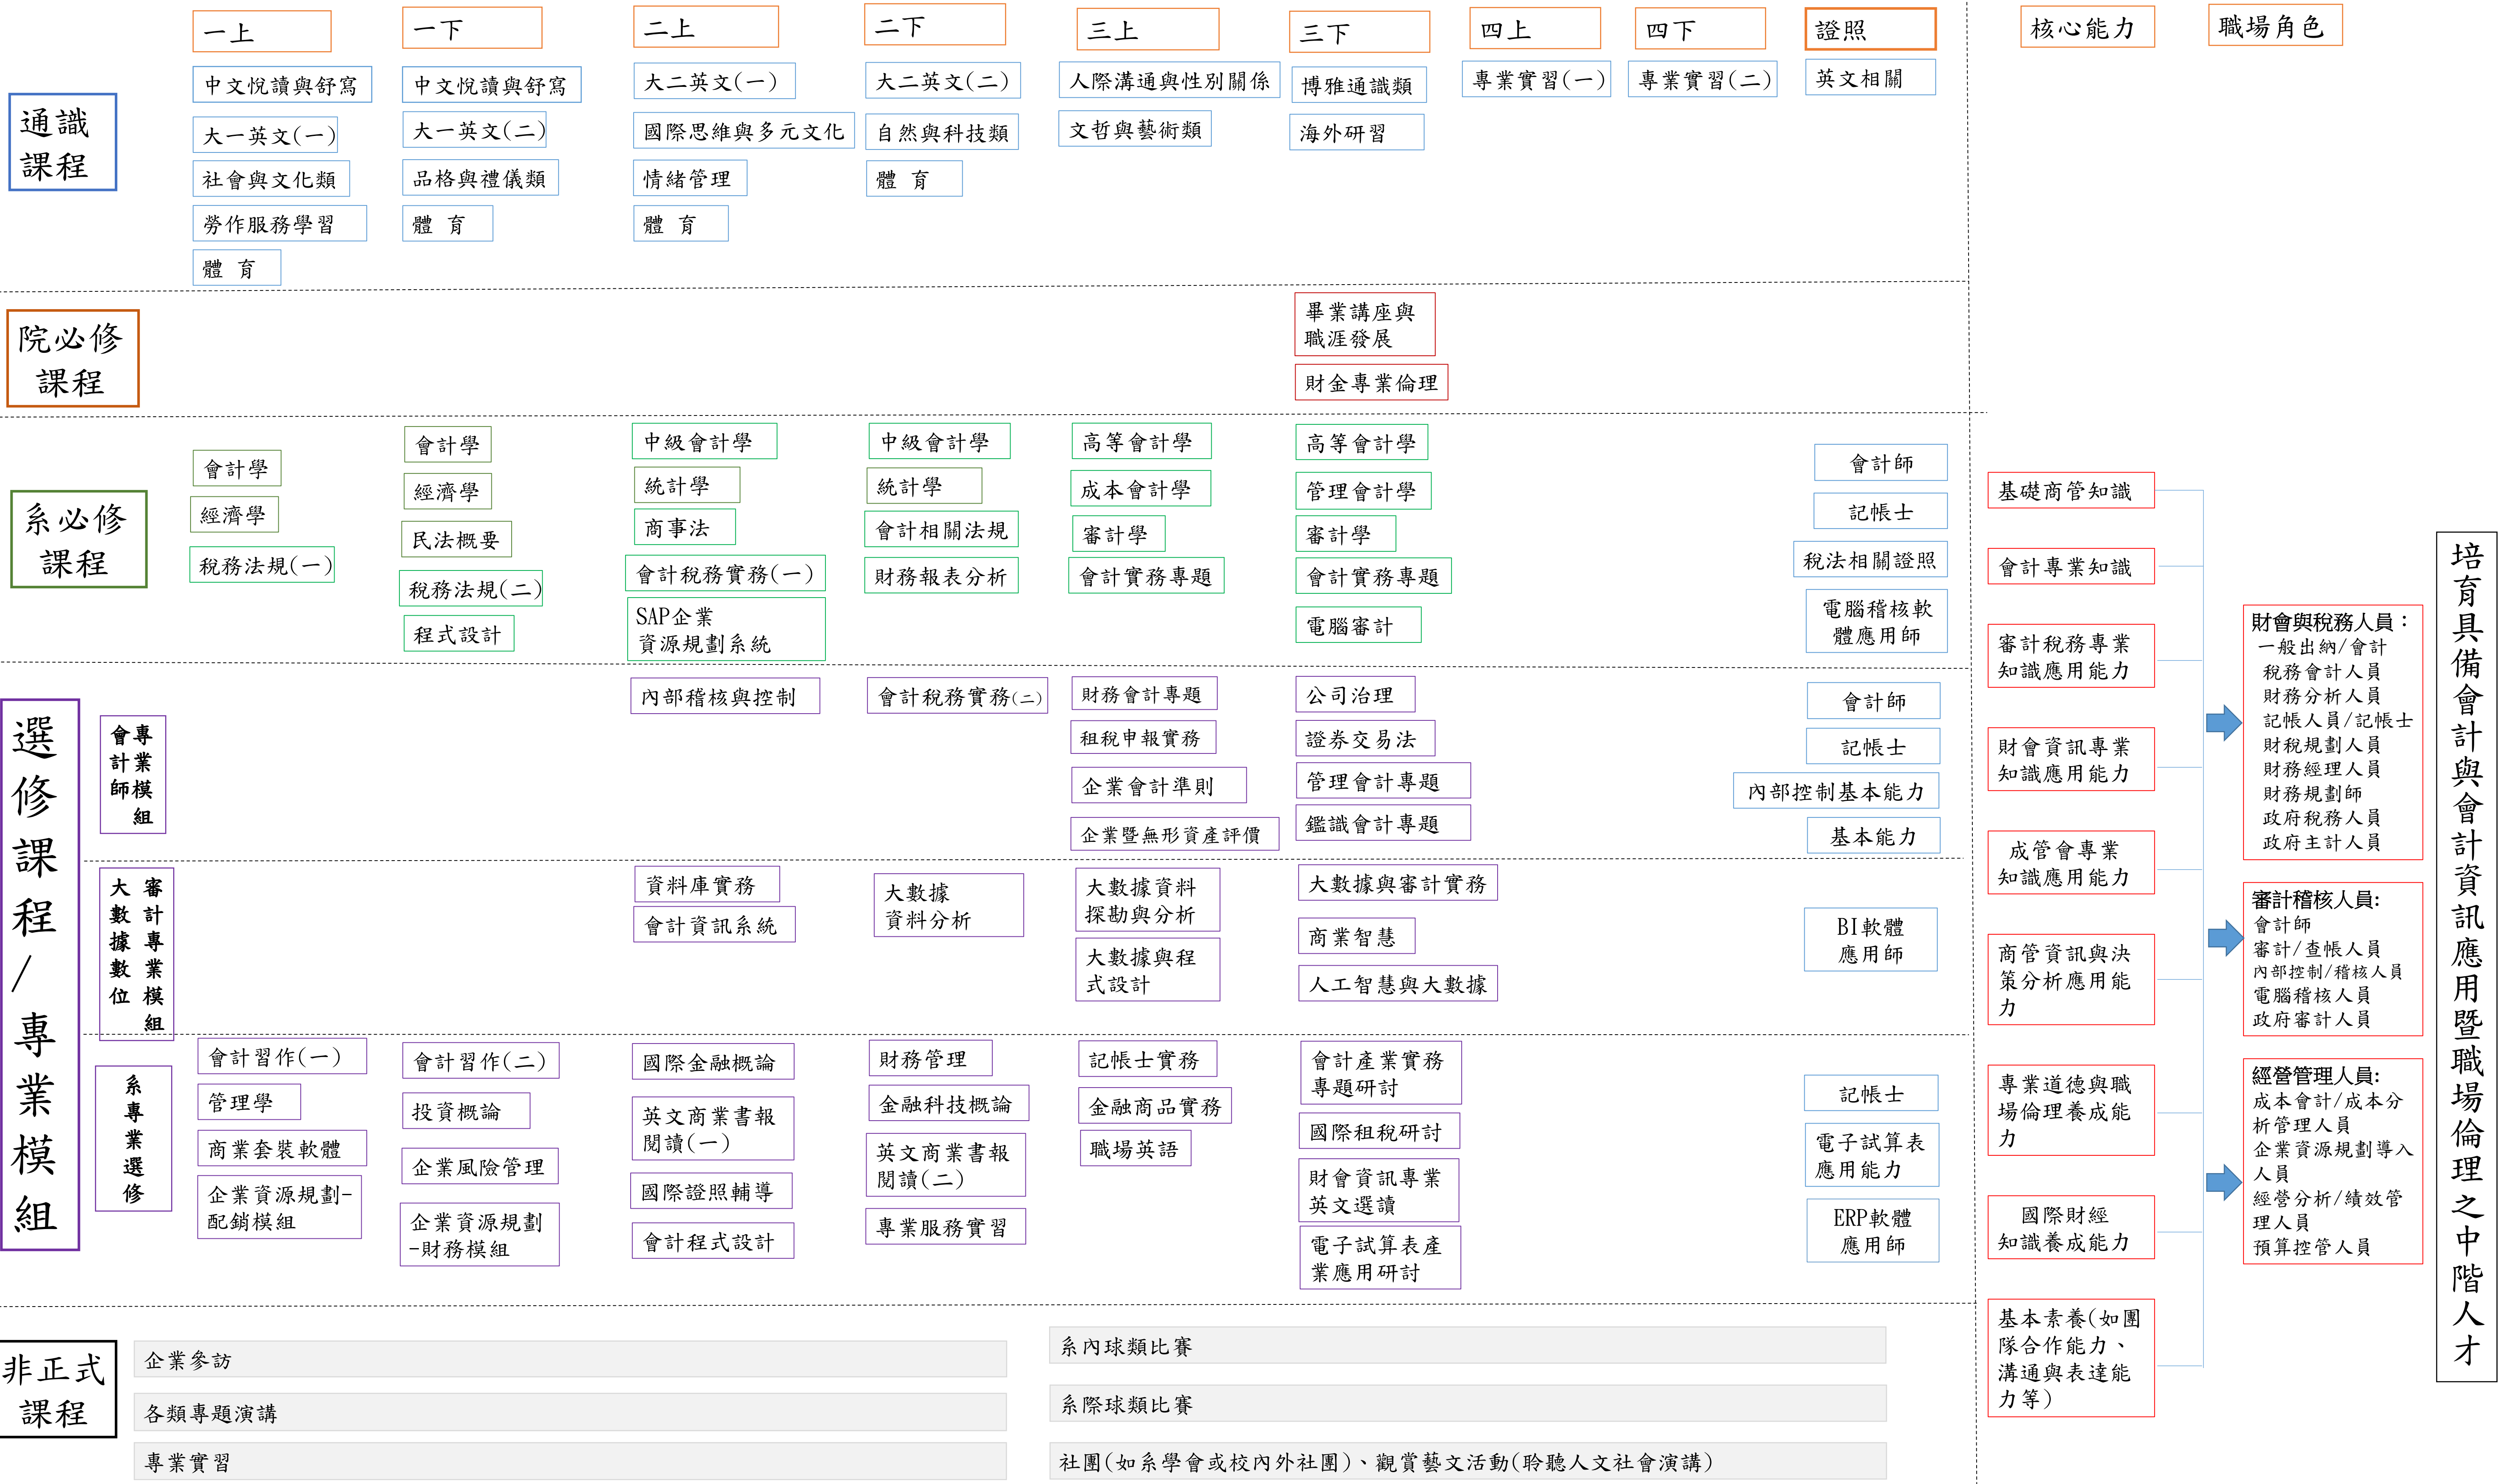 一上
一下
二上
二下
三上
三下
四上
四下
證照
核心能力
職場角色
通識
課程
中文悅讀與舒寫
大一英文(一)
社會與文化類
勞作服務學習
體 育
中文悅讀與舒寫
大一英文(二)
品格與禮儀類
體 育
大二英文(一)
國際思維與多元文化
情緒管理
體 育
大二英文(二)
自然與科技類
體 育
人際溝通與性別關係
文哲與藝術類
博雅通識類
海外研習
專業實習(一)
專業實習(二)
英文相關
院必修
課程
畢業講座與
職涯發展
財金專業倫理
系必修
課程
會計學
經濟學
稅務法規(一)
會計學
經濟學
民法概要
稅務法規(二)
程式設計
中級會計學
統計學
商事法
會計稅務實務(一)
SAP企業
資源規劃系統
中級會計學
統計學
會計相關法規
財務報表分析
高等會計學
成本會計學
審計學
會計實務專題
高等會計學
管理會計學
審計學
會計實務專題
電腦審計
會計師
記帳士
稅法相關證照
電腦稽核軟
體應用師
選修課程/專業模組
會計師
專業模組
內部稽核與控制
會計稅務實務(二)
財務會計專題
租稅申報實務
企業會計準則
企業暨無形資產評價
公司治理
證券交易法
管理會計專題
鑑識會計專題
會計師
記帳士
內部控制基本能力
基本能力
大數據數位
審計專業模組
資料庫實務
會計資訊系統
大數據
資料分析
大數據資料
探勘與分析
大數據與程
式設計
大數據與審計實務
商業智慧
人工智慧與大數據
BI軟體
應用師
系專業選修
會計習作(一)
管理學
商業套裝軟體
企業資源規劃-
配銷模組
會計習作(二)
投資概論
企業風險管理
企業資源規劃
-財務模組
國際金融概論
英文商業書報
閱讀(一)
國際證照輔導
會計程式設計
財務管理
金融科技概論
英文商業書報
閱讀(二)
專業服務實習
記帳士實務
金融商品實務
職場英語
會計產業實務
專題研討
國際租稅研討
財會資訊專業
英文選讀
電子試算表產
業應用研討
記帳士
電子試算表
應用能力
ERP軟體
應用師
非正式
課程
企業參訪
各類專題演講
專業實習
系內球類比賽
系際球類比賽
社團(如系學會或校內外社團)、觀賞藝文活動(聆聽人文社會演講)
基礎商管知識
會計專業知識
審計稅務專業
知識應用能力
財會資訊專業
知識應用能力
成管會專業
知識應用能力
商管資訊與決
策分析應用能
力
專業道德與職
場倫理養成能
力
國際財經
知識養成能力
基本素養(如團
隊合作能力、
溝通與表達能
力等)
財會與稅務人員：
一般出納/會計
稅務會計人員
財務分析人員
記帳人員/記帳士
財稅規劃人員
財務經理人員
財務規劃師
政府稅務人員
政府主計人員
審計稽核人員:
會計師
審計/查帳人員
內部控制/稽核人員
電腦稽核人員
政府審計人員
經營管理人員:
成本會計/成本分
析管理人員
企業資源規劃導入
人員
經營分析/績效管
理人員
預算控管人員
培育具備會計與會計資訊應用暨職場倫理之中階人才